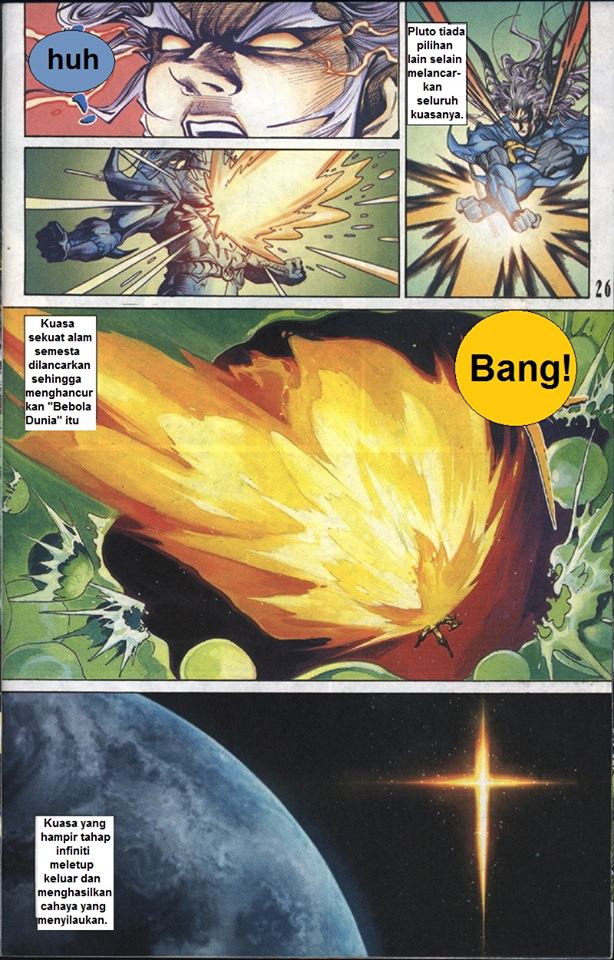 huh
Pluto tiada
pilihan
lain selain
melancar-
kan
seluruh
kuasanya.
26
Kuasa
sekuat alam
semesta
dilancarkan
sehingga
menghancur
kan "Bebola
Dunia" itu
Bang!
Kuasa yang
hampir tahap
infiniti
meletup
keluar dan
menghasilkan
cahaya yang
menyilaukan.